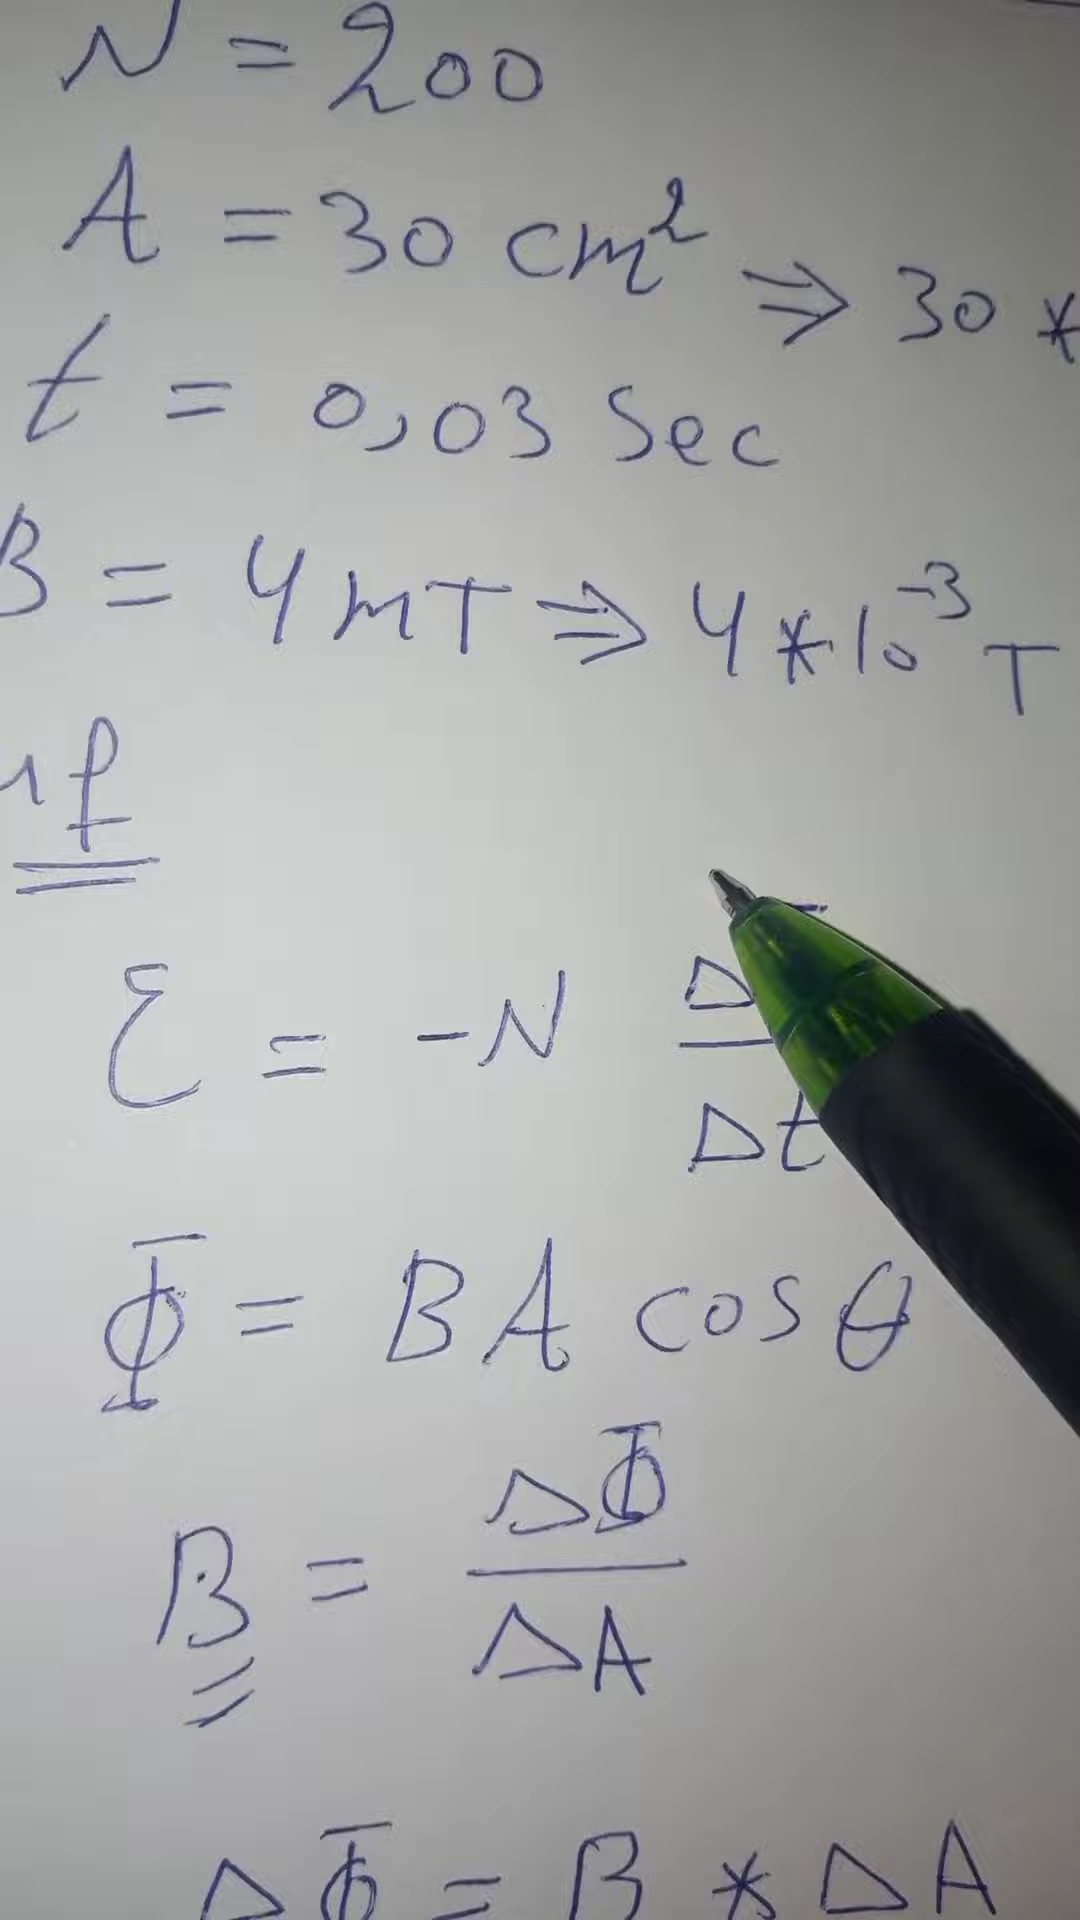 N = 200
A = 30 cm² ⇒ 30 *
t = 0,03 Sec
B = 4 mT ⇒ 4 * 10⁻³ T
ε = -N Δ / Δt
Φ = BA cos θ
B = ΔΦ / ΔA
ΔΦ = B * ΔA